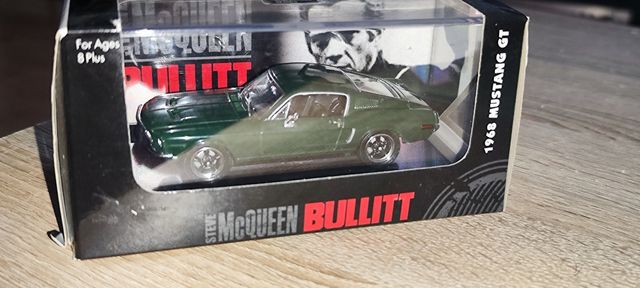 For Ages
8 Plus
McQUEEN
BULLITT
1968 MUSTANG GT
STEVE McQUEEN BULLITT